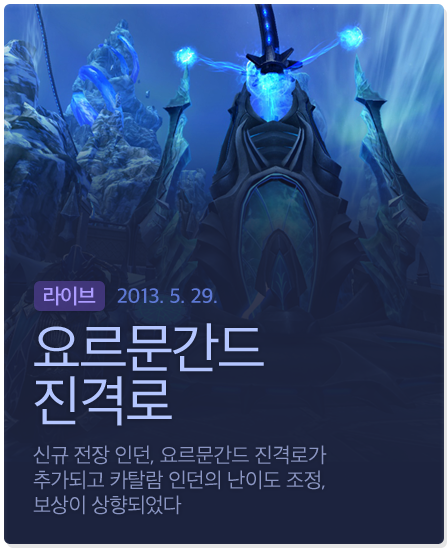 라이브 2013. 5. 29.
요르문간드
진격로
신규 전장 인던, 요르문간드 진격로가
추가되고 카탈람 인던의 난이도 조정,
보상이 상향되었다